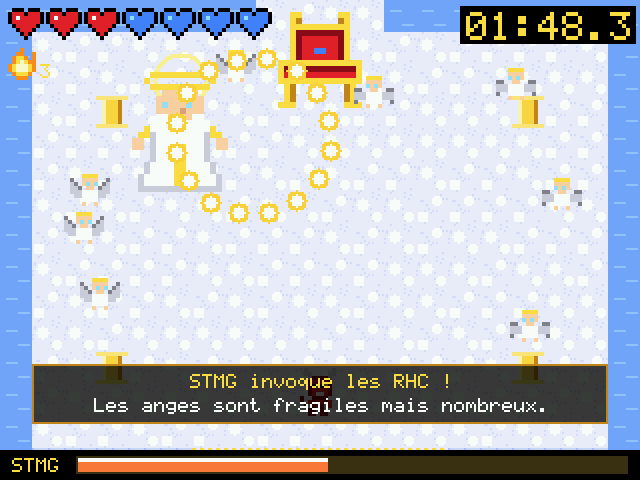 01:48.3
3
STMG invoque les RHC !
Les anges sont fragiles mais nombreux.
STMG